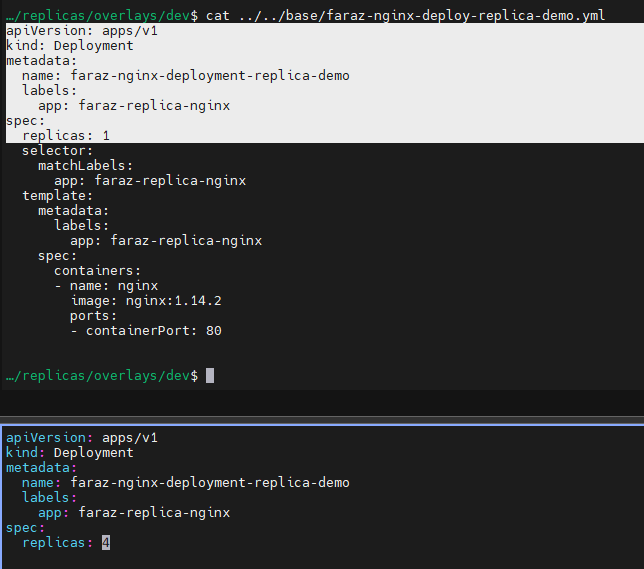 …/replicas/overlays/dev$ cat ../../base/faraz-nginx-deploy-replica-demo.yml
apiVersion: apps/v1
kind: Deployment
metadata:
  name: faraz-nginx-deployment-replica-demo
  labels:
    app: faraz-replica-nginx
spec:
  replicas: 1
  selector:
    matchLabels:
      app: faraz-replica-nginx
  template:
    metadata:
      labels:
        app: faraz-replica-nginx
    spec:
      containers:
      - name: nginx
        image: nginx:1.14.2
        ports:
        - containerPort: 80
…/replicas/overlays/dev$
apiVersion: apps/v1
kind: Deployment
metadata:
  name: faraz-nginx-deployment-replica-demo
  labels:
    app: faraz-replica-nginx
spec:
  replicas: 4